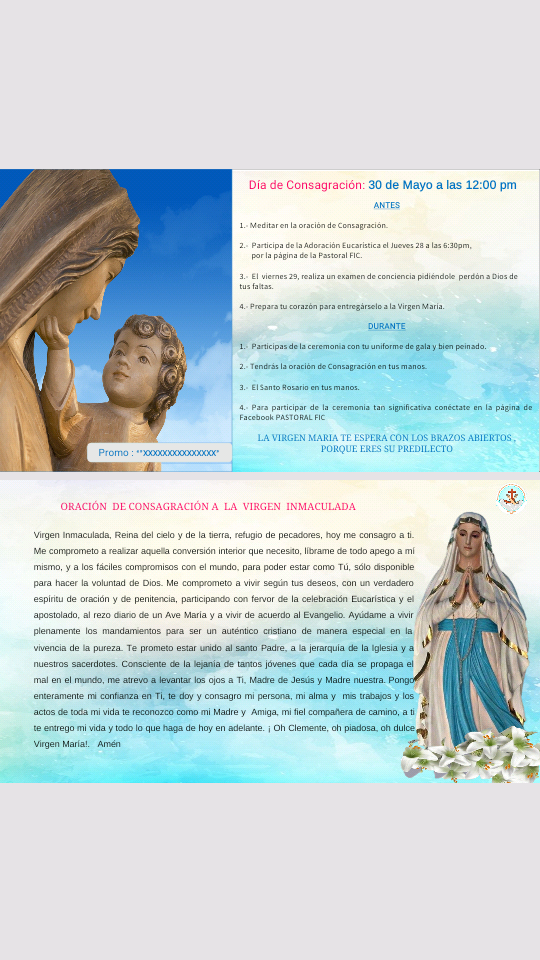 Día de Consagración: 30 de Mayo a las 12:00 pm
ANTES
1.- Meditar en la oración de Consagración.
2.- Participa de la Adoración Eucarística el Jueves 28 a las 6:30pm,
por la página de la Pastoral FIC.
3.- El viernes 29, realiza un examen de conciencia pidiéndole perdón a Dios de
tus faltas.
4.- Prepara tu corazón para entregárselo a la Virgen María.
DURANTE
1.- Participas de la ceremonia con tu uniforme de gala y bien peinado.
2.- Tendrás la oración de Consagración en tus manos.
3.- El Santo Rosario en tus manos.
4.- Para participar de la ceremonia tan significativa conéctate en la página de
Facebook PASTORAL FIC
LA VIRGEN MARIA TE ESPERA CON LOS BRAZOS ABIERTOS ,
PORQUE ERES SU PREDILECTO
Promo : "XXXXXXXXXXXXXXX"
ORACIÓN DE CONSAGRACIÓN A LA VIRGEN INMACULADA
Virgen Inmaculada, Reina del cielo y de la tierra, refugio de pecadores, hoy me consagro a ti.
Me comprometo a realizar aquella conversión interior que necesito, líbrame de todo apego a mí
mismo, y a los fáciles compromisos con el mundo, para poder estar como Tú, sólo disponible
para hacer la voluntad de Dios. Me comprometo a vivir según tus deseos, con un verdadero
espíritu de oración y de penitencia, participando con fervor de la celebración Eucarística y el
apostolado, al rezo diario de un Ave María y a vivir de acuerdo al Evangelio. Ayúdame a vivir
plenamente los mandamientos para ser un auténtico cristiano de manera especial en la
vivencia de la pureza. Te prometo estar unido al santo Padre, a la jerarquía de la Iglesia y a
nuestros sacerdotes. Consciente de la lejanía de tantos jóvenes que cada día se propaga el
mal en el mundo, me atrevo a levantar los ojos a Ti, Madre de Jesús y Madre nuestra. Pongo
enteramente mi confianza en Ti, te doy y consagro mi persona, mi alma y mis trabajos y los
actos de toda mi vida te reconozco como mi Madre y Amiga, mi fiel compañera de camino, a ti
te entrego mi vida y todo lo que haga de hoy en adelante. ¡ Oh Clemente, oh piadosa, oh dulce
Virgen María!. Amén